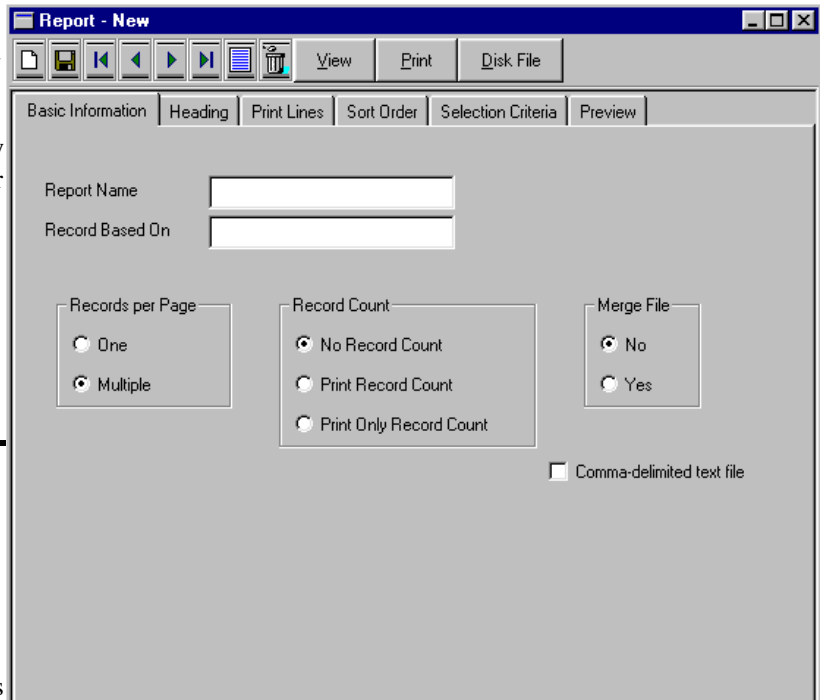 Report - New
View Print Disk File
Basic Information Heading Print Lines Sort Order Selection Criteria Preview
Report Name
Record Based On
Records per Page Record Count Merge File
One No Record Count No
Multiple Print Record Count Yes
Print Only Record Count
Comma-delimited text file